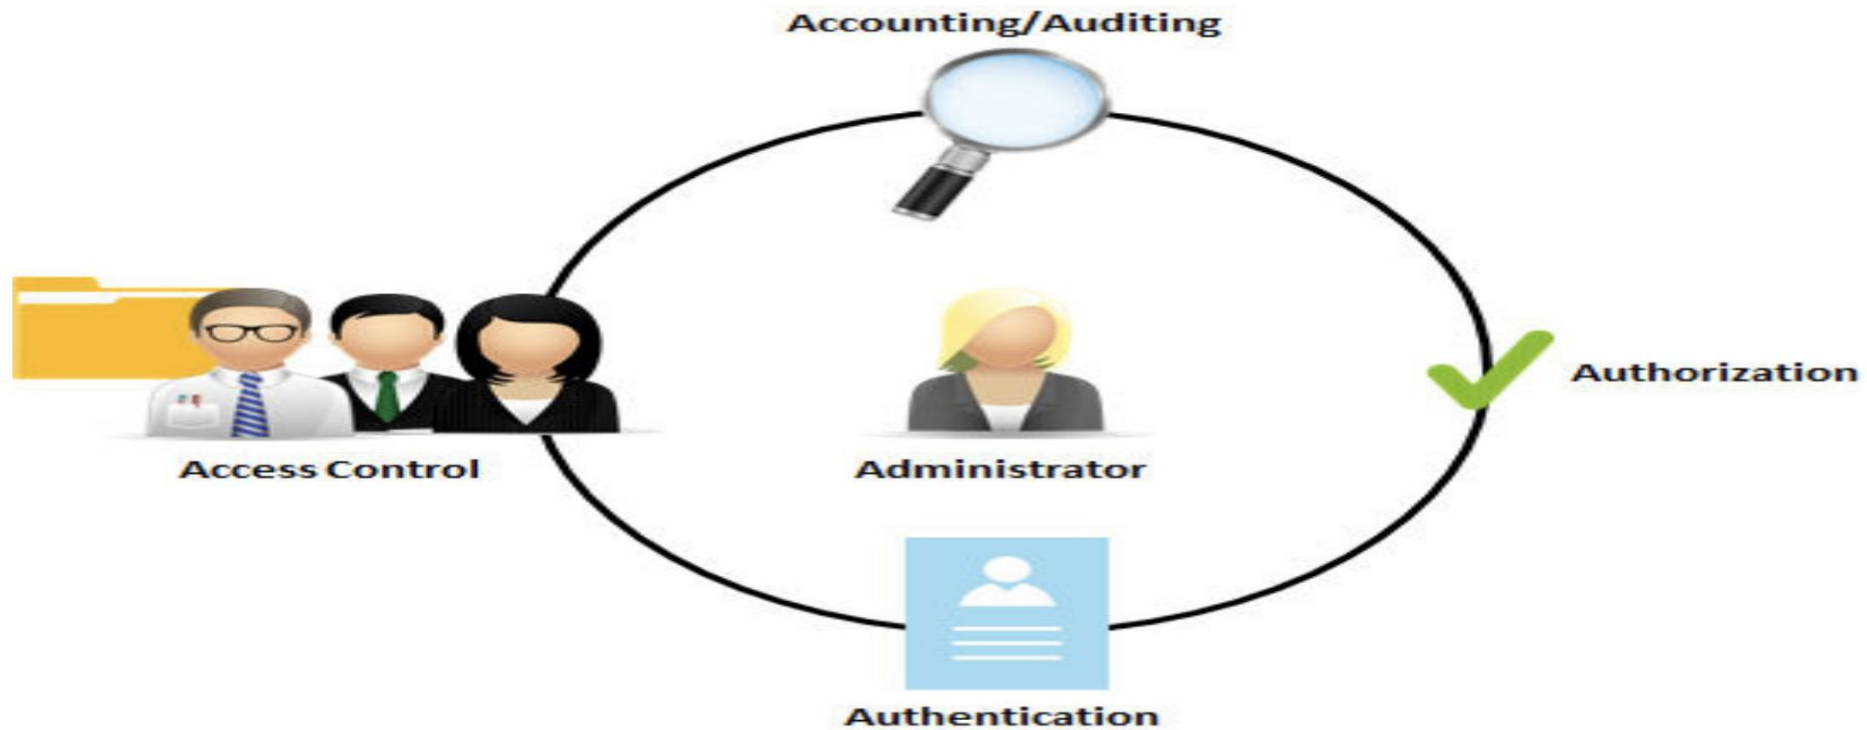 Accounting/Auditing
Authorization
Access Control
Administrator
Authentication